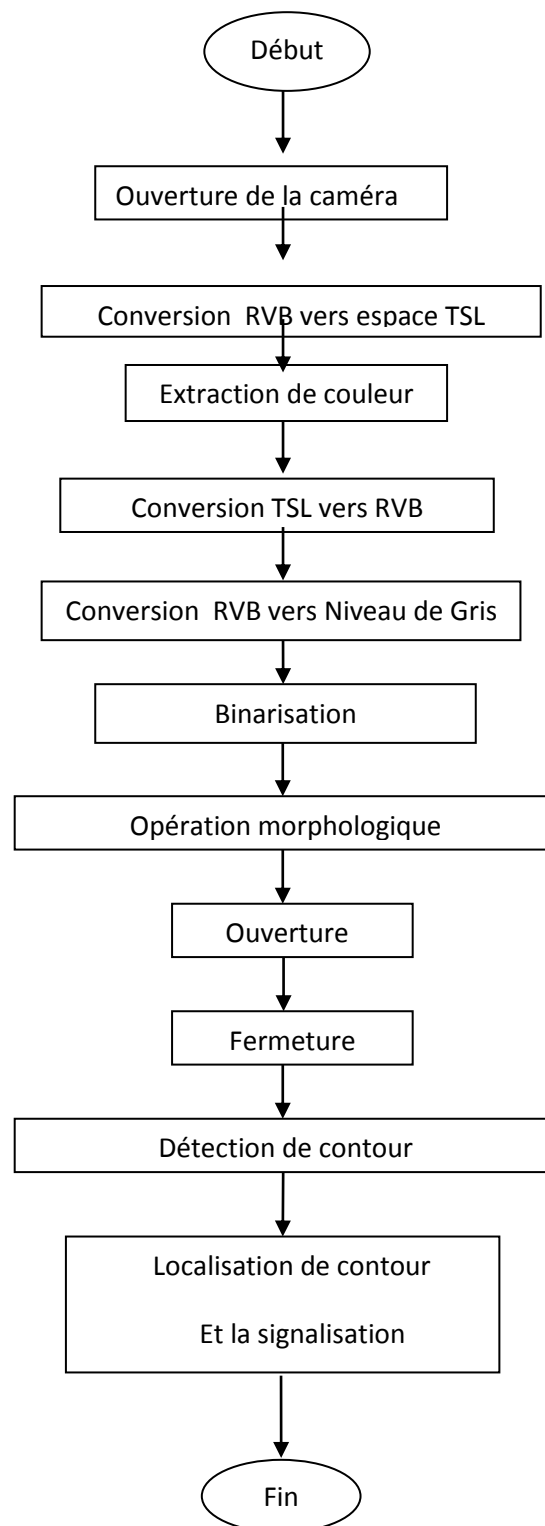 Début
Ouverture de la caméra
Conversion RVB vers espace TSL
Extraction de couleur
Conversion TSL vers RVB
Conversion RVB vers Niveau de Gris
Binarisation
Opération morphologique
Ouverture
Fermeture
Détection de contour
Localisation de contour
Et la signalisation
Fin